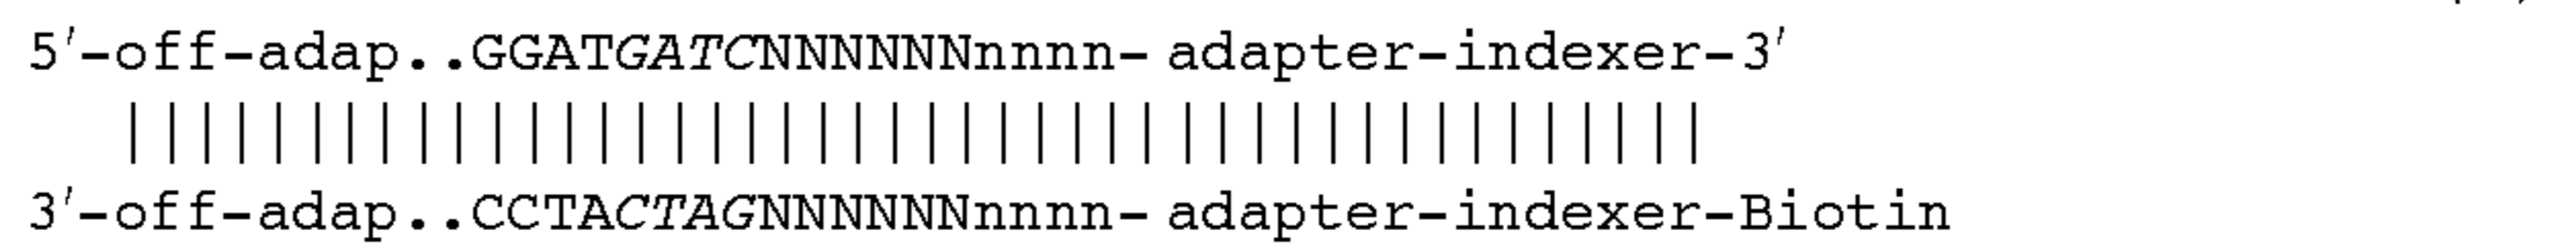 5'-off-adap..GGATGATCNNNNNNnnnn- adapter-indexer-3'
||||||||||||||||||||||||||||||||||||||||||||
3'-off-adap..CCTACTAGNNNNNNnnnn- adapter-indexer-Biotin